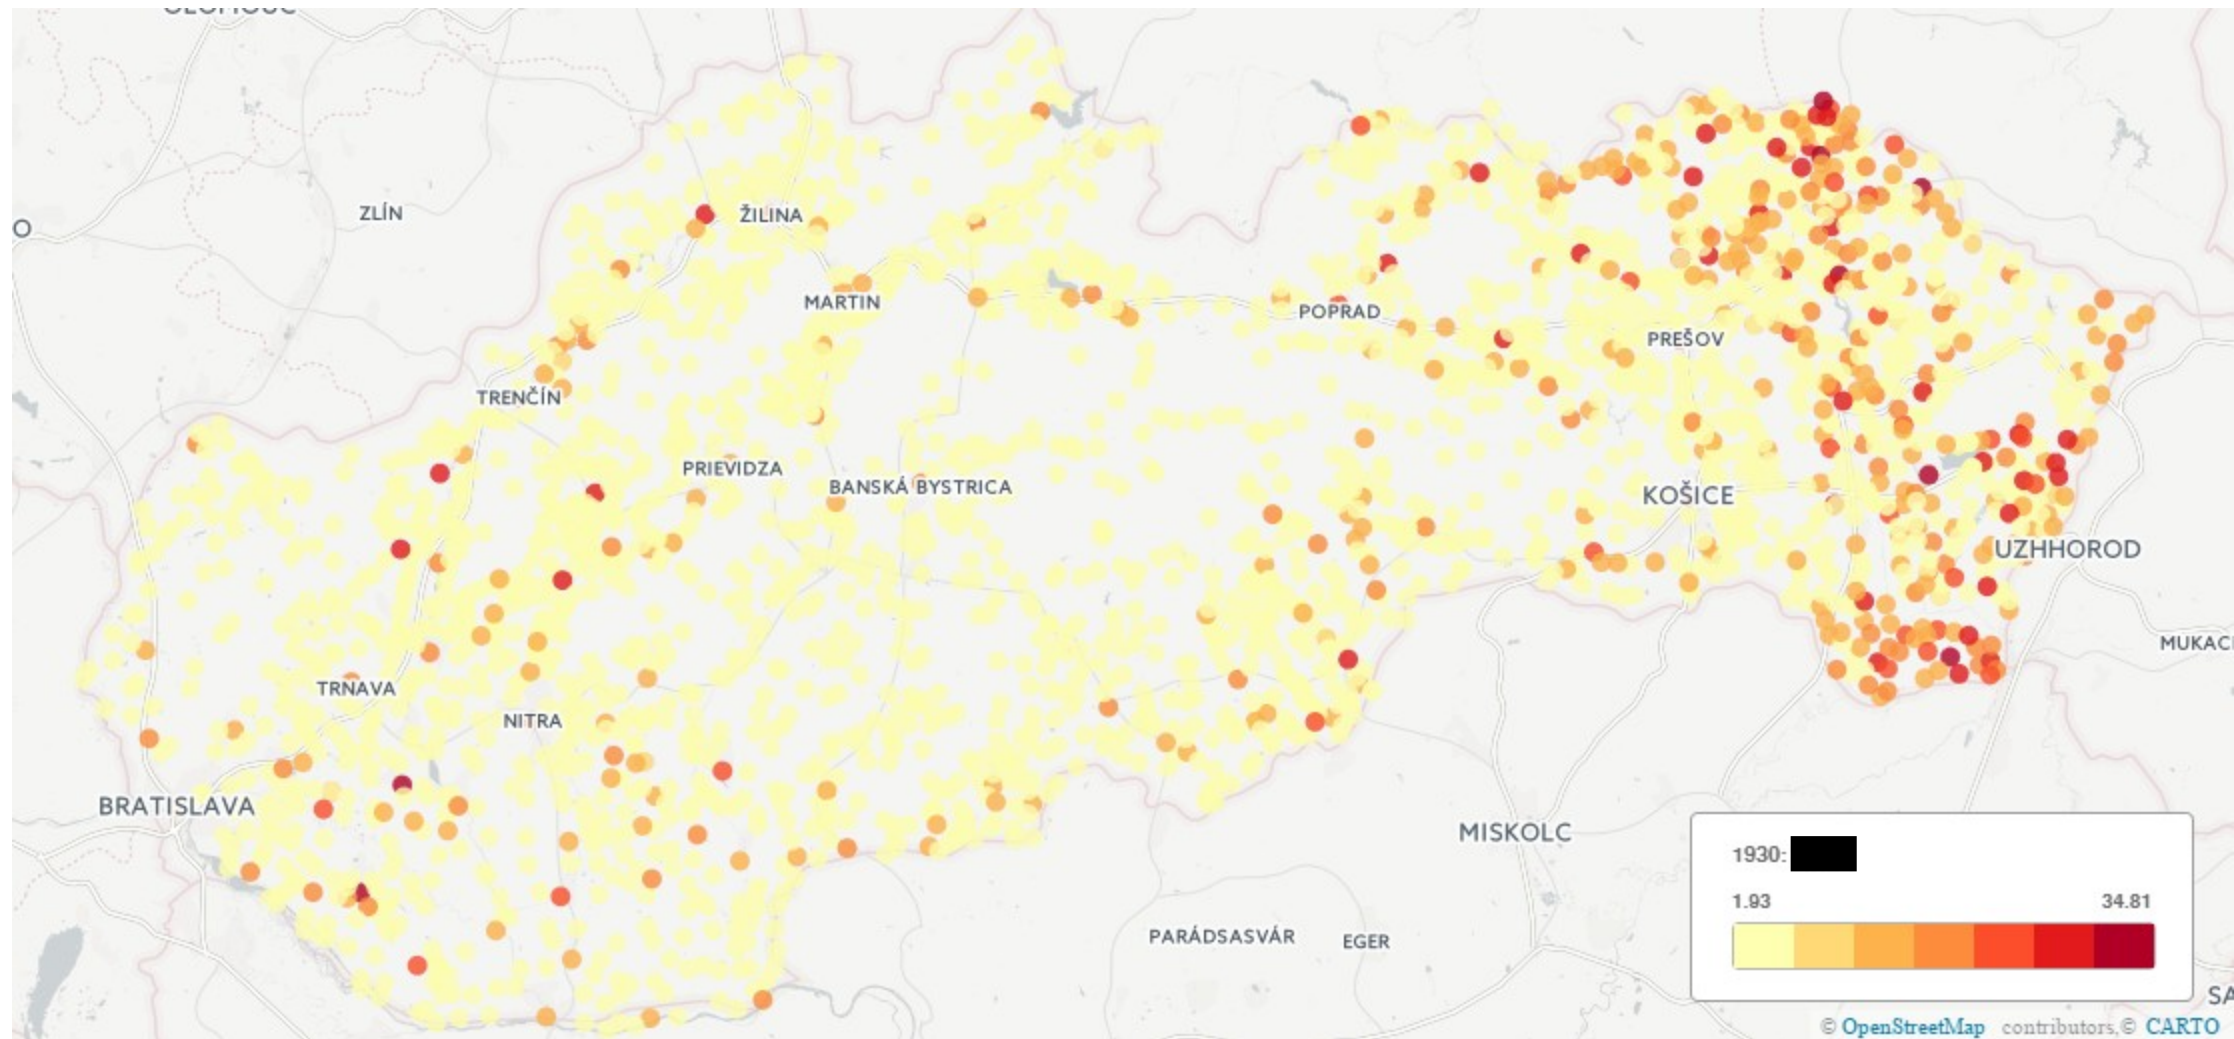 ZLÍN
O
ŽILINA
MARTIN
POPRAD
PREŠOV
TRENČÍN
PRIEVIDZA
BANSKÁ BYSTRICA
KOŠICE
UZHHOROD
TRNAVA
NITRA
BRATISLAVA
MISKOLC
PARÁDSASVÁR
EGER
1930:
1.93 34.81
© OpenStreetMap contributors,© CARTO